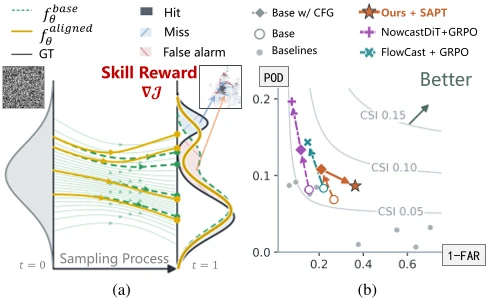 f_θ^base
f_θ^aligned
GT
Hit
Miss
False alarm
Skill Reward
∇𝒥
t = 0
Sampling Process
t = 1
(a)
Base w/ CFG
Base
Baselines
Ours + SAPT
NowcastDiT+GRPO
FlowCast + GRPO
POD
Better
0.2
CSI 0.15
CSI 0.10
0.1
CSI 0.05
0.0
1-FAR
0.2
0.4
0.6
(b)